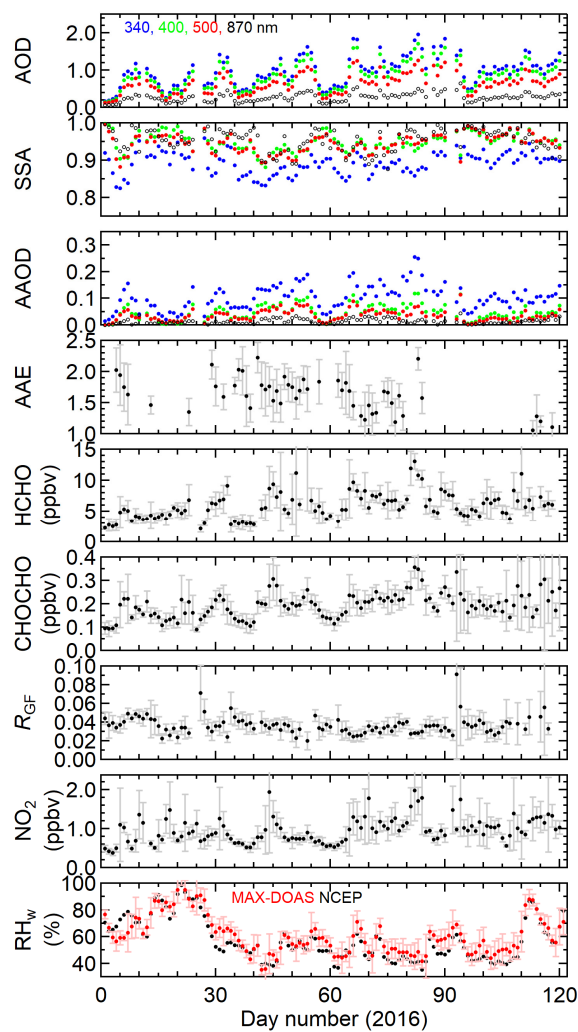 340, 400, 500, 870 nm
AOD
2.0
1.0
0.0
SSA
1.0
0.9
0.8
AAOD
0.3
0.2
0.1
0.0
AAE
2.5
2.0
1.5
1.0
HCHO
(ppbv)
15
10
5
0
CHOCHO
(ppbv)
0.4
0.3
0.2
0.1
0.0
RGF
0.10
0.08
0.06
0.04
0.02
0.00
NO2
(ppbv)
2.0
1.0
0.0
MAX-DOAS NCEP
RHw
(%)
100
80
60
40
0 30 60 90 120
Day number (2016)